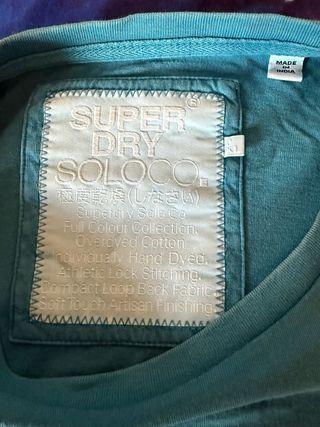 SUPER
DRY
SOLOCO.
極度乾燥(しなさい)
Superdry Solo Co
Full Colour Collection.
Overdyed Cotton
Individually Hand Dyed.
Athletic Lock Stitching.
Compact Loop Back Fabric
Soft Touch Artisan Finishing.
MADE
IN
INDIA